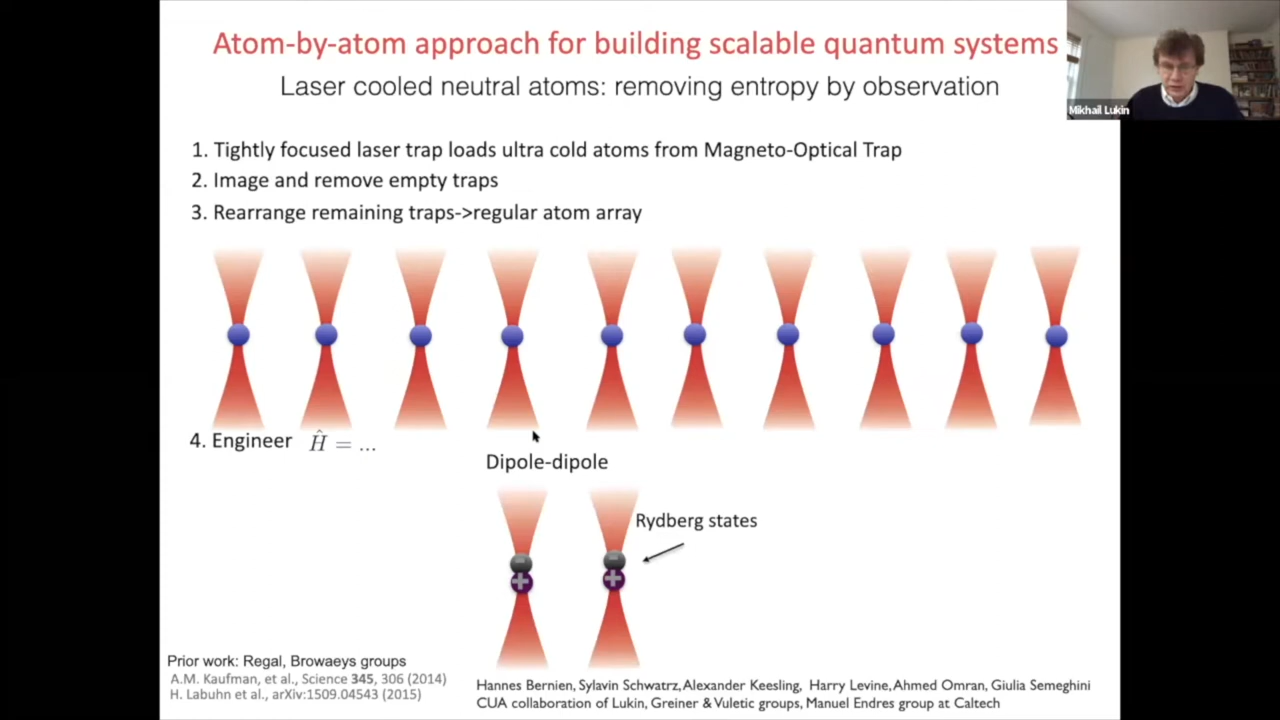 Atom-by-atom approach for building scalable quantum systems
Laser cooled neutral atoms: removing entropy by observation
Mikhail Lukin
1. Tightly focused laser trap loads ultra cold atoms from Magneto-Optical Trap
2. Image and remove empty traps
3. Rearrange remaining traps->regular atom array
4. Engineer Ĥ = ...
Dipole-dipole
Rydberg states
Prior work: Regal, Browaeys groups
A.M. Kaufman, et al., Science 345, 306 (2014)
H. Labuhn et al., arXiv:1509.04543 (2015)
Hannes Bernien, Sylavin Schwatrz, Alexander Keesling, Harry Levine, Ahmed Omran, Giulia Semeghini
CUA collaboration of Lukin, Greiner & Vuletic groups, Manuel Endres group at Caltech